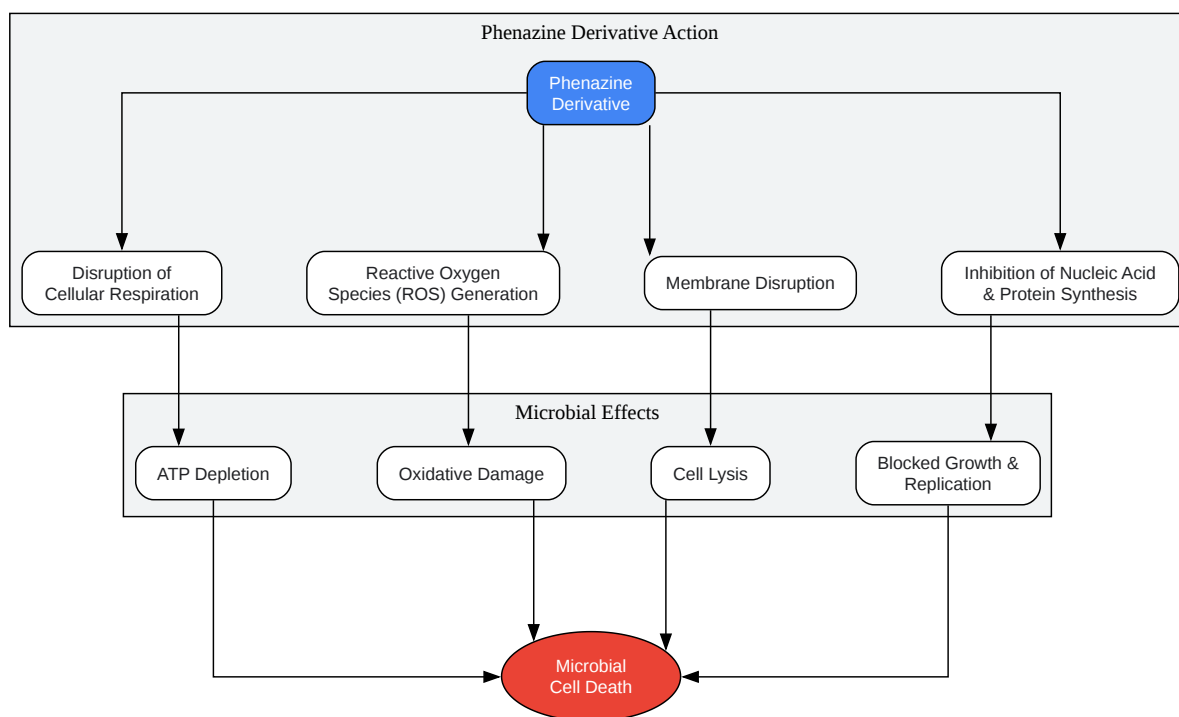 Phenazine Derivative Action
Phenazine
Derivative
Disruption of
Cellular Respiration
Reactive Oxygen
Species (ROS) Generation
Membrane Disruption
Inhibition of Nucleic Acid
& Protein Synthesis
Microbial Effects
ATP Depletion
Oxidative Damage
Cell Lysis
Blocked Growth &
Replication
Microbial
Cell Death